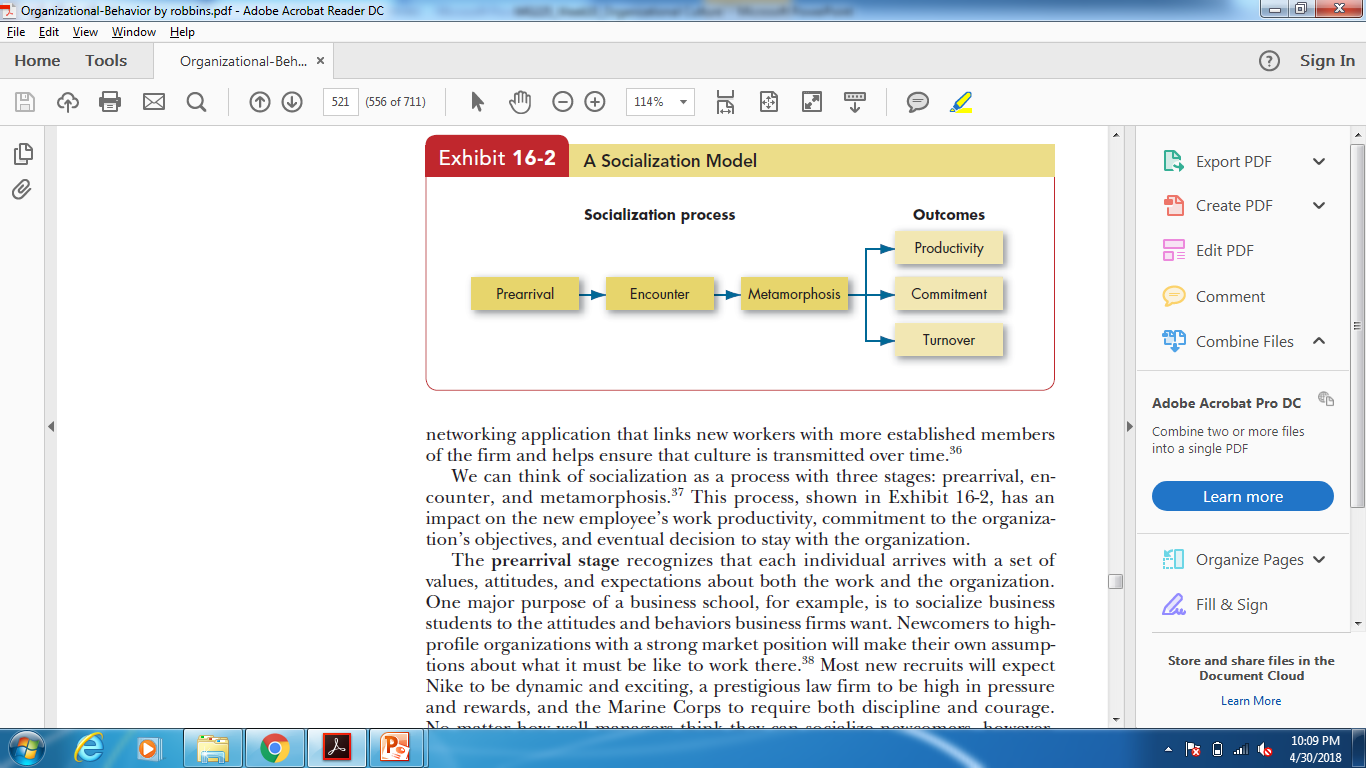 Organizational-Behavior by robbins.pdf - Adobe Acrobat Reader DC
File Edit View Window Help
Home Tools Organizational-Beh... × ? Sign In
521 (556 of 711) 114%
Exhibit 16-2 A Socialization Model
Socialization process Outcomes
Productivity
Prearrival Encounter Metamorphosis Commitment
Turnover
networking application that links new workers with more established members
of the firm and helps ensure that culture is transmitted over time.36
We can think of socialization as a process with three stages: prearrival, en-
counter, and metamorphosis.37 This process, shown in Exhibit 16-2, has an
impact on the new employee's work productivity, commitment to the organiza-
tion's objectives, and eventual decision to stay with the organization.
The prearrival stage recognizes that each individual arrives with a set of
values, attitudes, and expectations about both the work and the organization.
One major purpose of a business school, for example, is to socialize business
students to the attitudes and behaviors business firms want. Newcomers to high-
profile organizations with a strong market position will make their own assump-
tions about what it must be like to work there.38 Most new recruits will expect
Nike to be dynamic and exciting, a prestigious law firm to be high in pressure
and rewards, and the Marine Corps to require both discipline and courage.
No matter how well managers think they can socialize newcomers, however,
Export PDF
Create PDF
Edit PDF
Comment
Combine Files
Adobe Acrobat Pro DC
Combine two or more files
into a single PDF
Learn more
Organize Pages
Fill & Sign
Store and share files in the
Document Cloud
Learn More
10:09 PM
4/30/2018